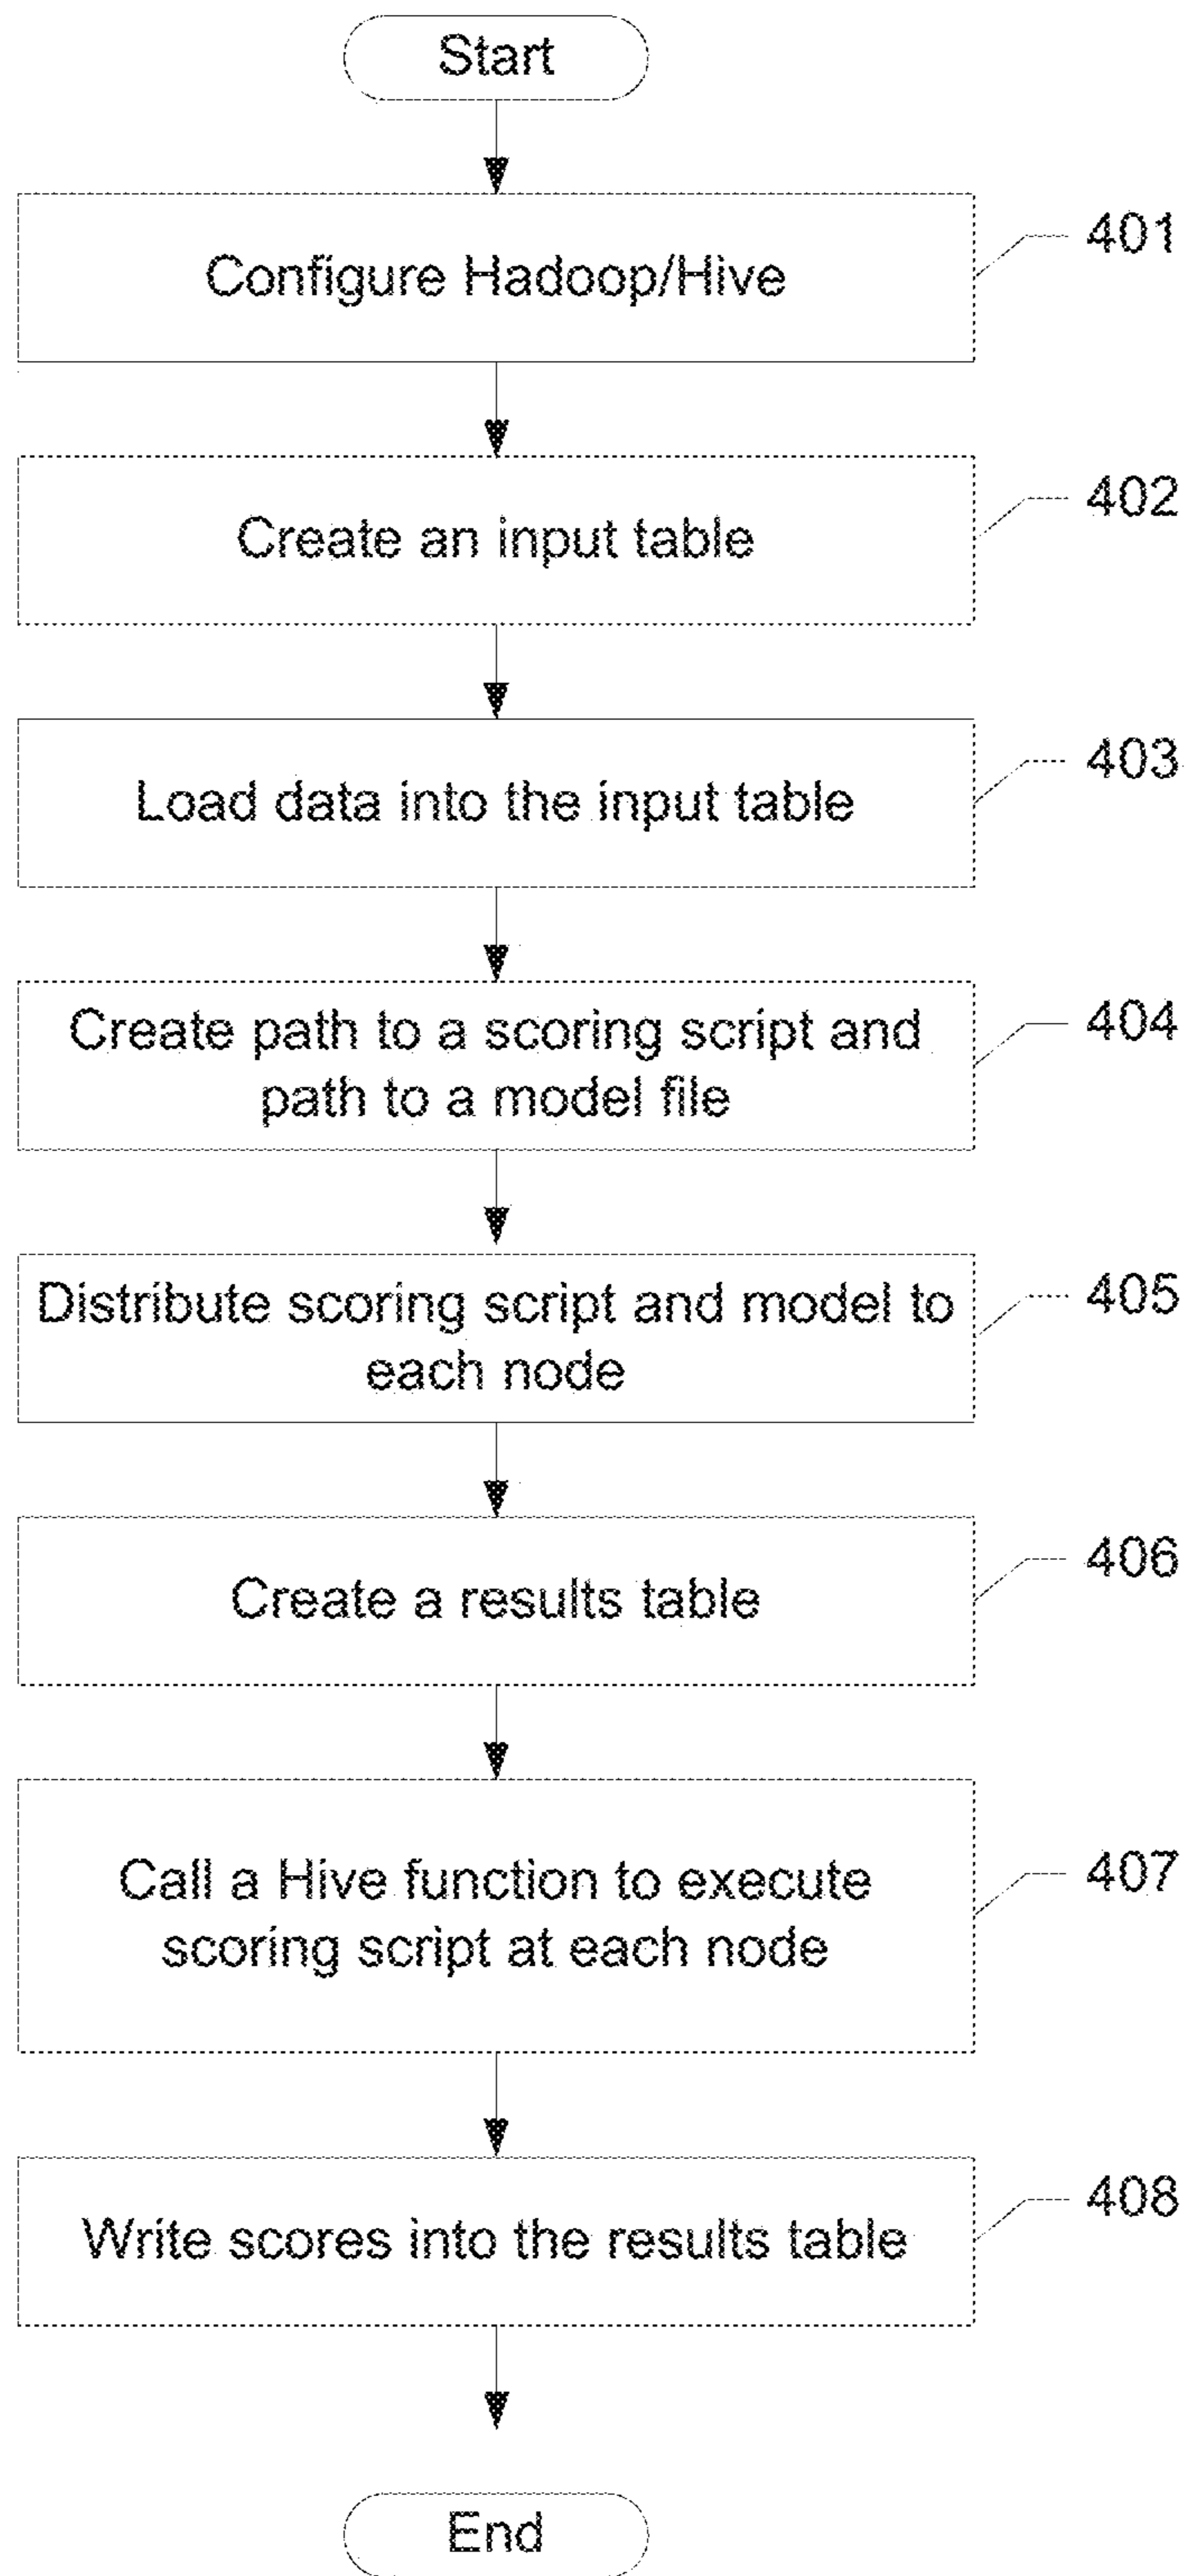 Start
Configure Hadoop/Hive
401
Create an input table
402
Load data into the input table
403
Create path to a scoring script and
path to a model file
404
Distribute scoring script and model to
each node
405
Create a results table
406
Call a Hive function to execute
scoring script at each node
407
Write scores into the results table
408
End